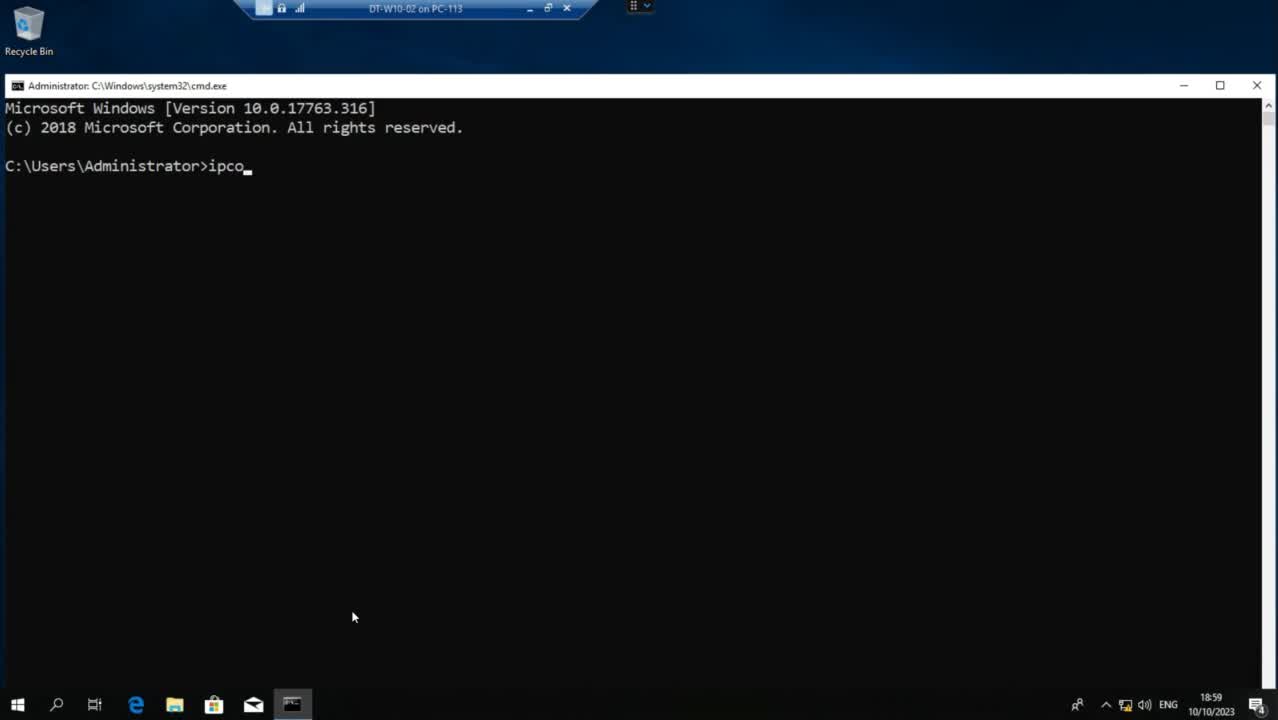 DT-W10-02 on PC-113
Recycle Bin
Administrator: C:\Windows\system32\cmd.exe
Microsoft Windows [Version 10.0.17763.316]
(c) 2018 Microsoft Corporation. All rights reserved.
C:\Users\Administrator>ipco_
ENG
18:59
10/10/2023
4